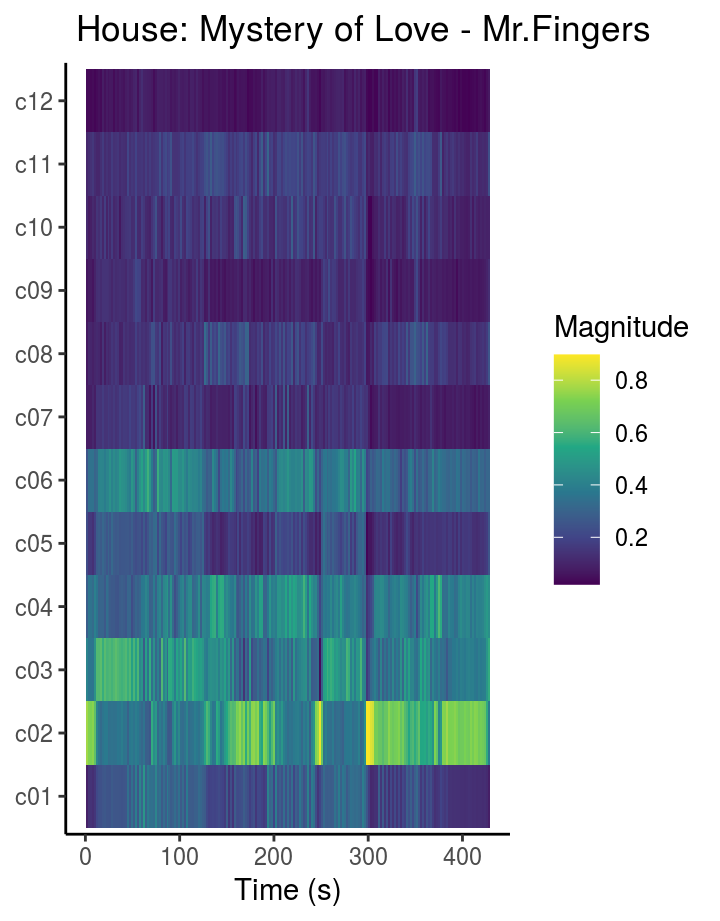 House: Mystery of Love - Mr.Fingers
c12
c11
c10
c09
c08
c07
c06
c05
c04
c03
c02
c01
0 100 200 300 400
Time (s)
Magnitude
0.8
0.6
0.4
0.2